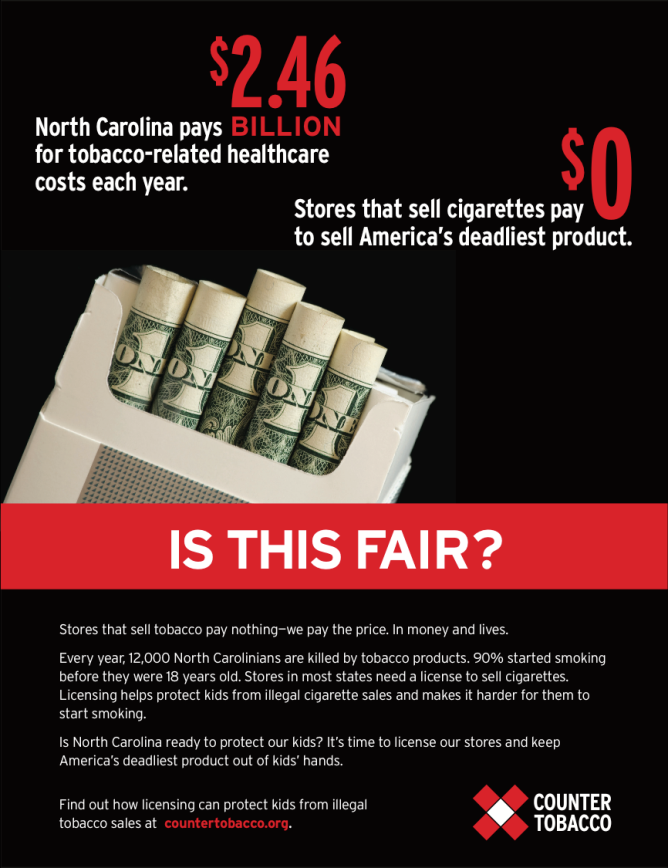 $2.46
North Carolina pays BILLION
for tobacco-related healthcare
costs each year.
$0
Stores that sell cigarettes pay
to sell America's deadliest product.
ONE ONE ONE ONE ONE
1 1 1 1 1
IS THIS FAIR?
Stores that sell tobacco pay nothing—we pay the price. In money and lives.
Every year, 12,000 North Carolinians are killed by tobacco products. 90% started smoking
before they were 18 years old. Stores in most states need a license to sell cigarettes.
Licensing helps protect kids from illegal cigarette sales and makes it harder for them to
start smoking.
Is North Carolina ready to protect our kids? It's time to license our stores and keep
America's deadliest product out of kids' hands.
Find out how licensing can protect kids from illegal
tobacco sales at countertobacco.org.
COUNTER
TOBACCO